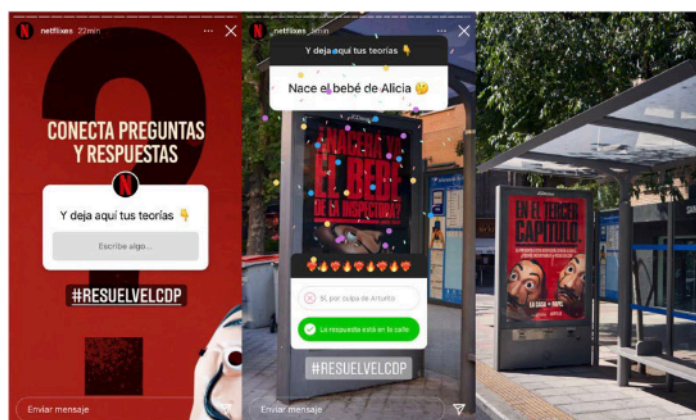 netflixes 22min
CONECTA PREGUNTAS
Y RESPUESTAS
N
Y deja aquí tus teorías 👇
Escribe algo...
#RESUELVELCDP
Enviar mensaje
netflixes
Y deja aquí tus teorías 👇
Nace el bebé de Alicia 🤔
¿NACERÁ YA
EL BEBÉ
DE LA INSPECTORA?
Sí, por culpa de Arturito
La respuesta está en la calle
#RESUELVELCDP
Enviar mensaje
EN EL TERCER
CAPÍTULO...
LA CASA DE PAPEL